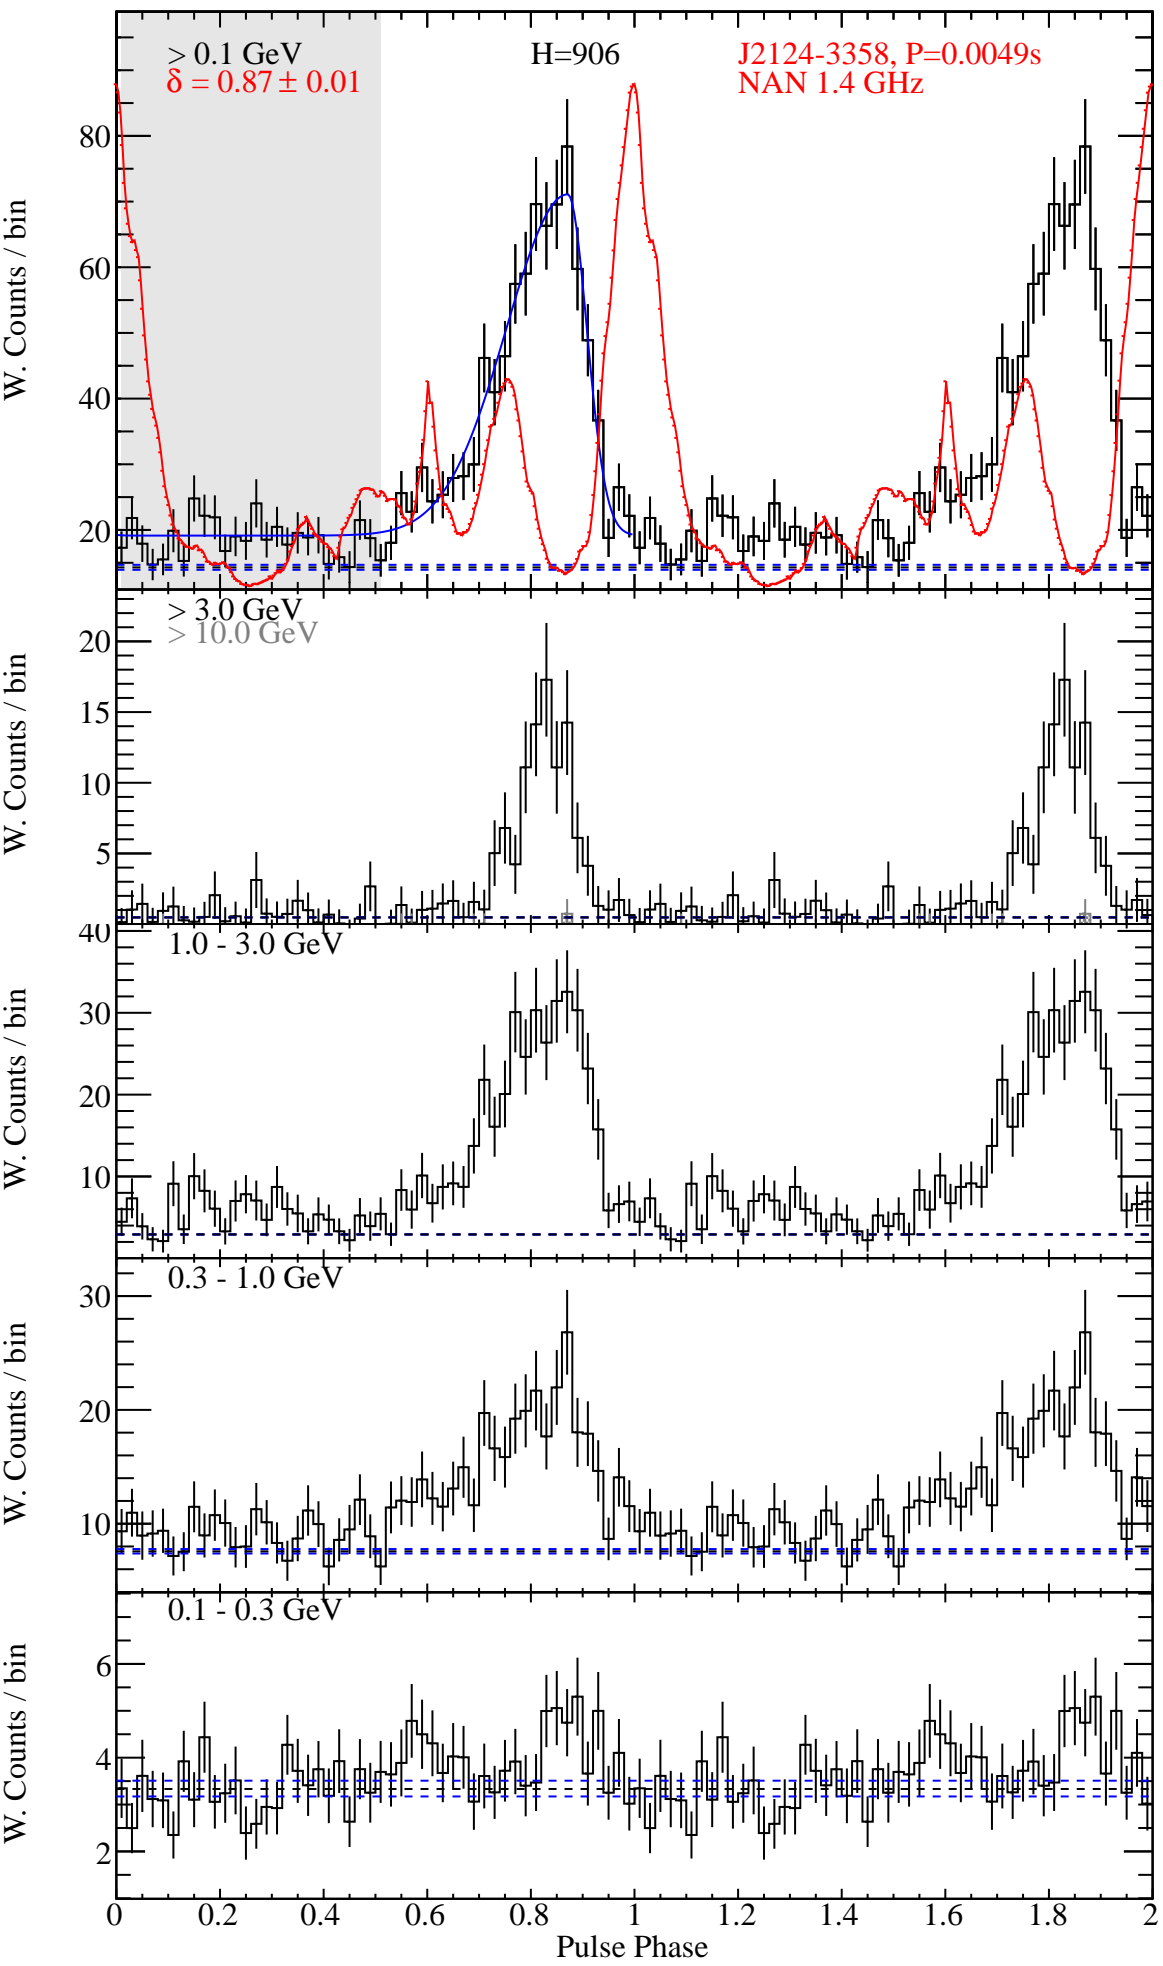 > 0.1 GeV
δ = 0.87 ± 0.01
H=906
J2124-3358, P=0.0049s
NAN 1.4 GHz
W. Counts / bin
80
60
40
20
> 3.0 GeV
> 10.0 GeV
W. Counts / bin
20
15
10
5
1.0 - 3.0 GeV
W. Counts / bin
40
30
20
10
0.3 - 1.0 GeV
W. Counts / bin
30
20
10
0.1 - 0.3 GeV
W. Counts / bin
6
4
2
0 0.2 0.4 0.6 0.8 1 1.2 1.4 1.6 1.8 2
Pulse Phase